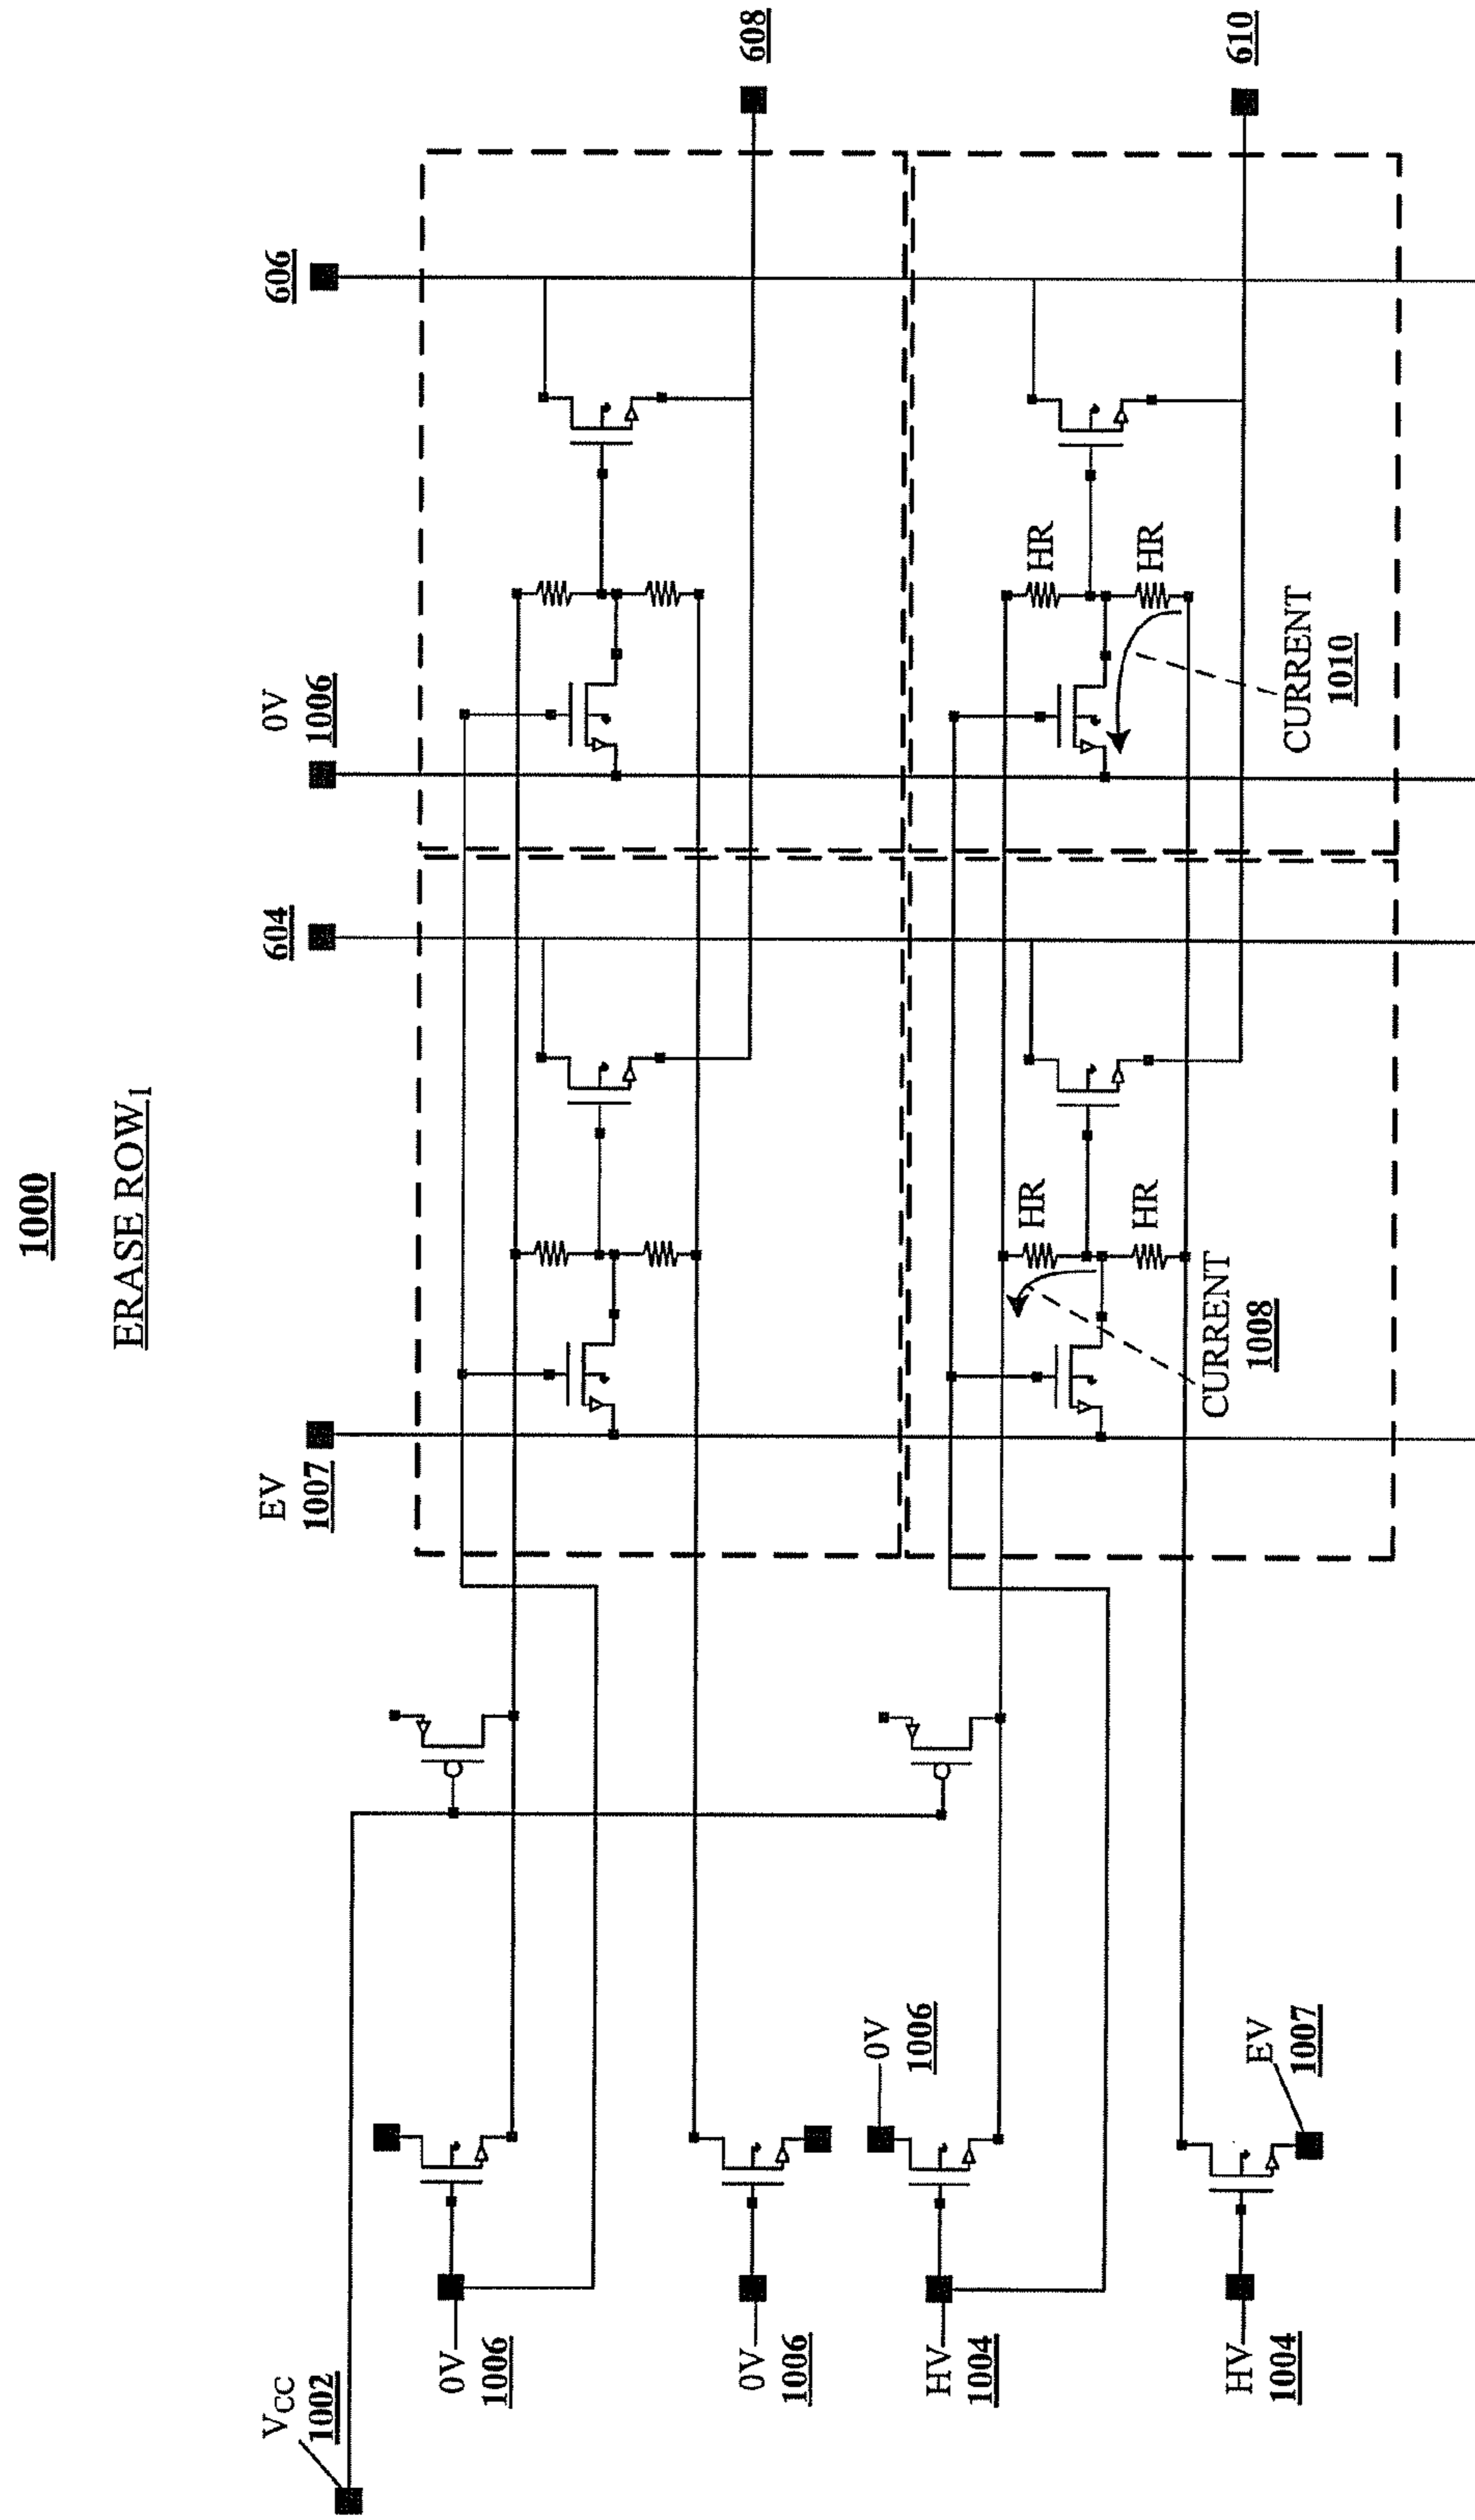 1000
ERASE ROW1
EV
1007
604
0V
1006
606
608
610
HR
HR
HR
HR
CURRENT
1008
CURRENT
1010
VCC
1002
0V
1006
0V
1006
0V
1006
HV
1004
HV
1004
EV
1007